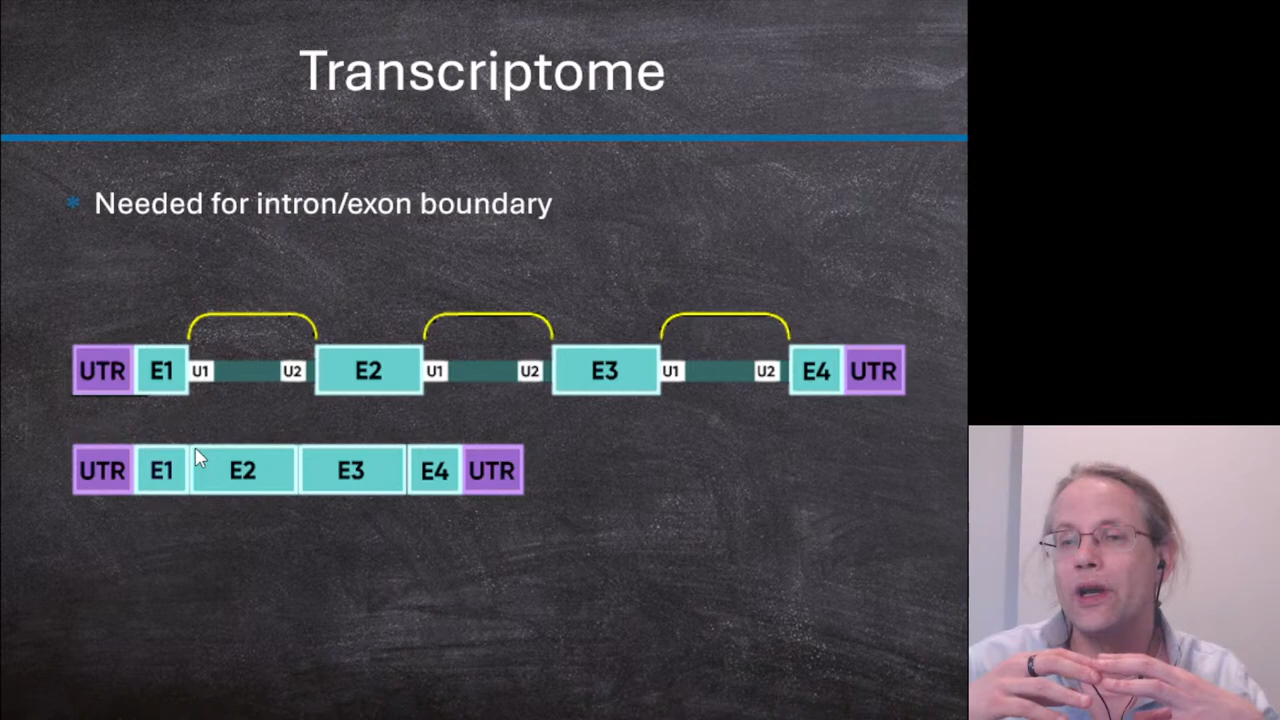 Transcriptome
* Needed for intron/exon boundary
UTR E1 U1 U2 E2 U1 U2 E3 U1 U2 E4 UTR
UTR E1 E2 E3 E4 UTR